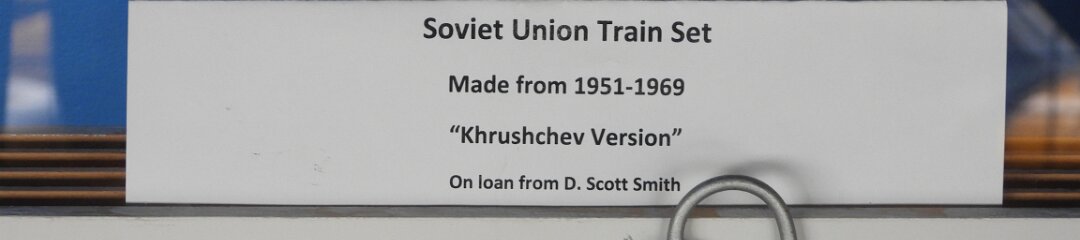 Soviet Union Train Set
Made from 1951-1969
“Khrushchev Version”
On loan from D. Scott Smith